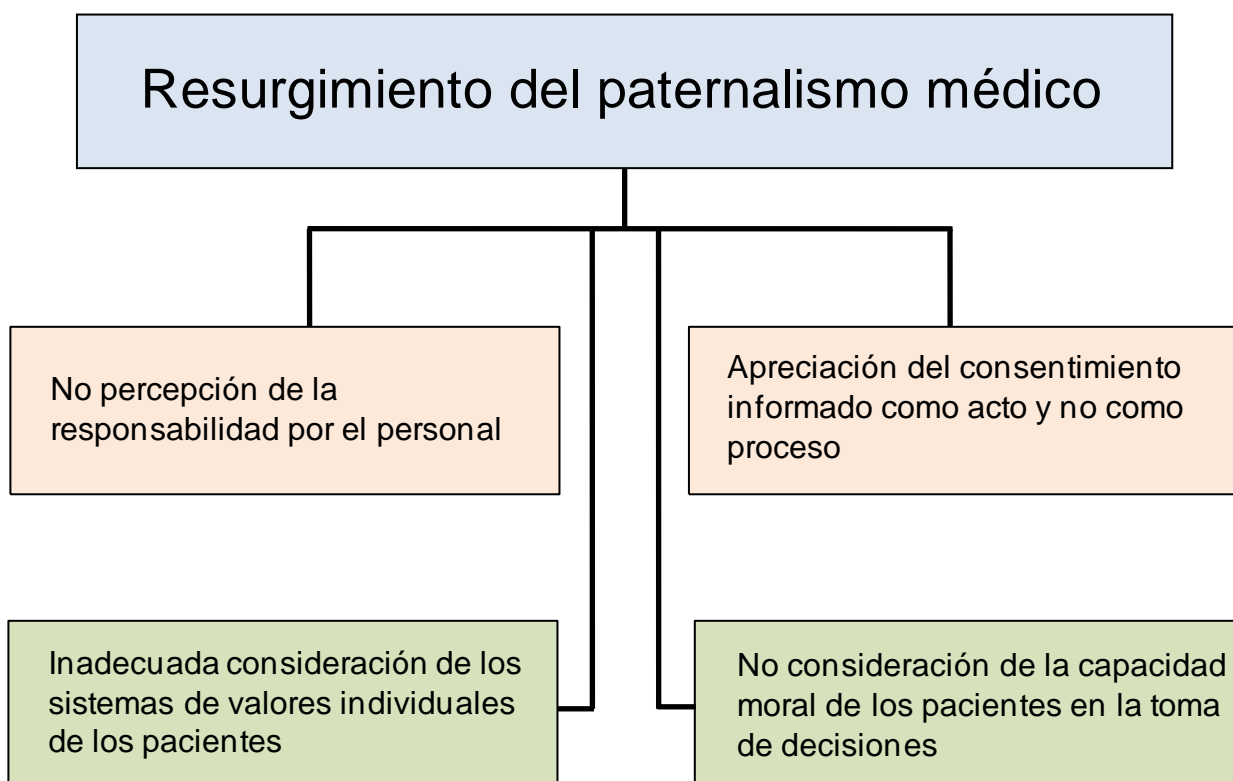 Resurgimiento del paternalismo médico
No percepción de la
responsabilidad por el personal
Apreciación del consentimiento
informado como acto y no como
proceso
Inadecuada consideración de los
sistemas de valores individuales
de los pacientes
No consideración de la capacidad
moral de los pacientes en la toma
de decisiones